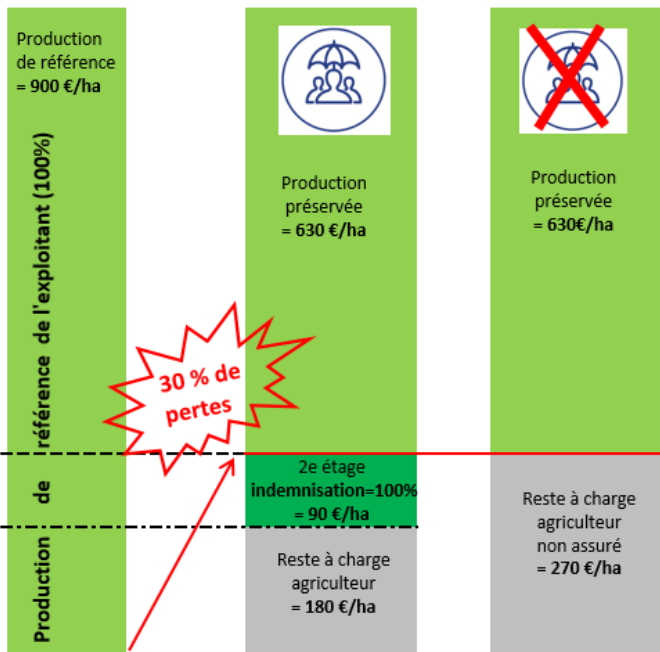 Production
de référence
= 900 €/ha
Production de référence de l'exploitant (100%)
30 % de
pertes
Production
préservée
= 630 €/ha
2e étage
indemnisation=100%
= 90 €/ha
Reste à charge
agriculteur
= 180 €/ha
Production
préservée
= 630€/ha
Reste à charge
agriculteur
non assuré
= 270 €/ha